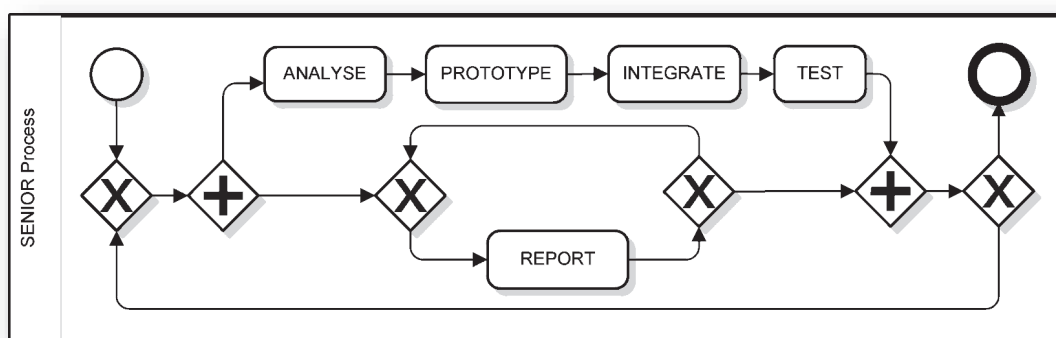 SENIOR Process
ANALYSE
PROTOTYPE
INTEGRATE
TEST
X
X
X
X
REPORT